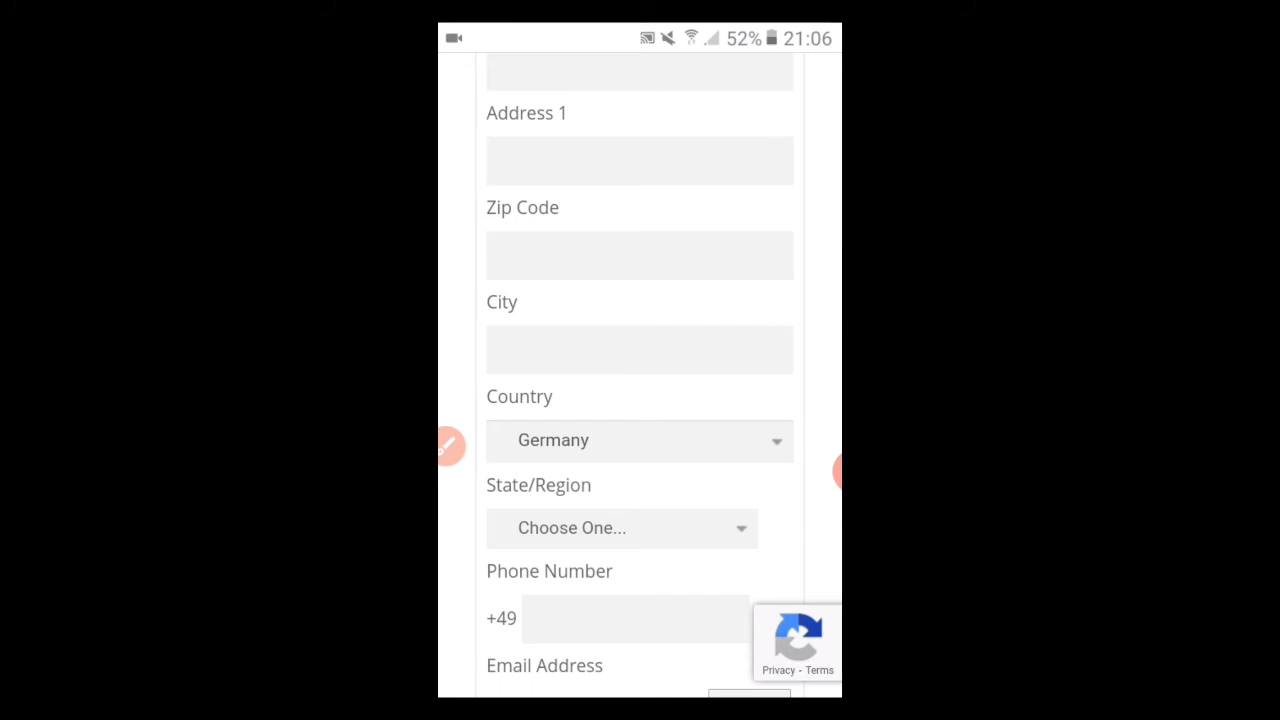 52% 21:06
Address 1
Zip Code
City
Country
Germany
State/Region
Choose One...
Phone Number
+49
Privacy - Terms
Email Address